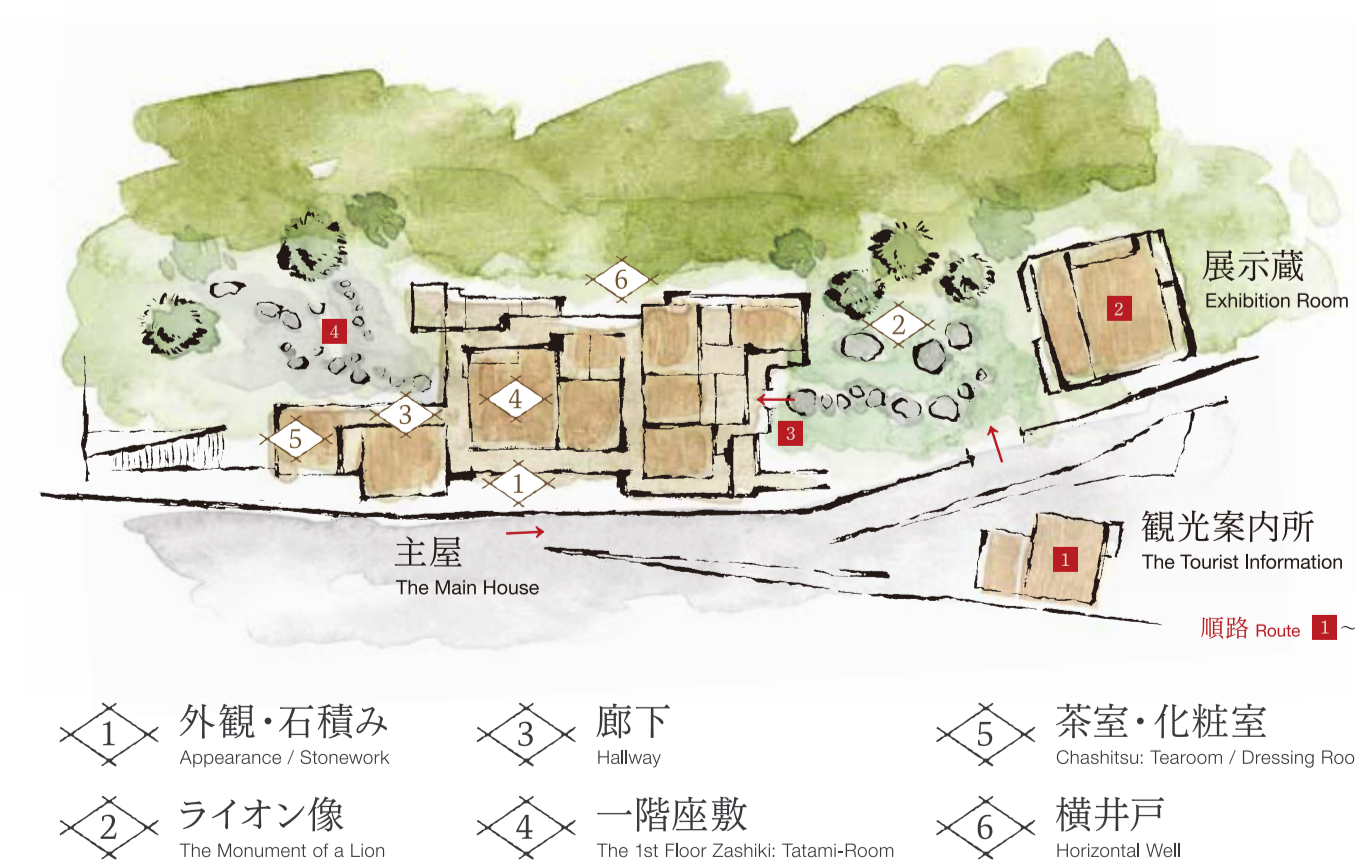 6
展示蔵
Exhibition Room
2
2
4
3
4
3
5
1
主屋
The Main House
観光案内所
The Tourist Information
1
順路 Route 1 ~
1 外観・石積み
Appearance / Stonework
3 廊下
Hallway
5 茶室・化粧室
Chashitsu: Tearoom / Dressing Roo
2 ライオン像
The Monument of a Lion
4 一階座敷
The 1st Floor Zashiki: Tatami-Room
6 横井戸
Horizontal Well